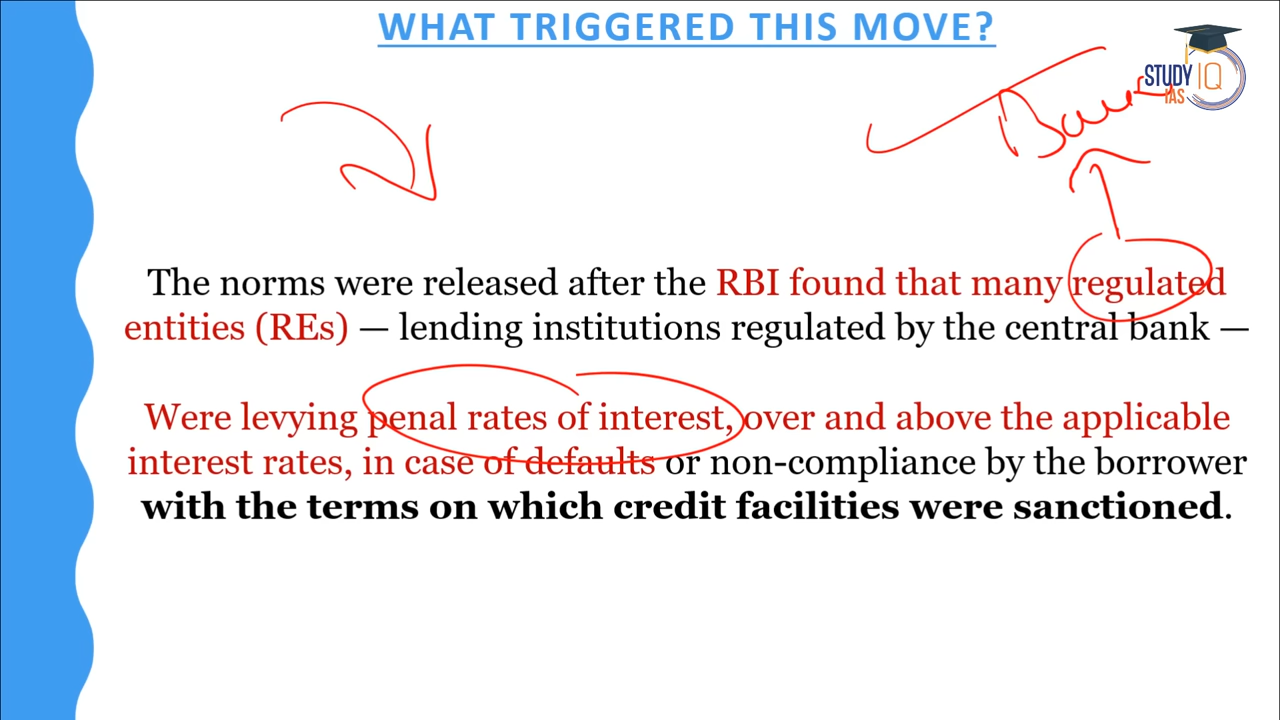 WHAT TRIGGERED THIS MOVE?
STUDY IQ
IAS
The norms were released after the RBI found that many regulated
entities (REs) — lending institutions regulated by the central bank —
Were levying penal rates of interest, over and above the applicable
interest rates, in case of defaults or non-compliance by the borrower
with the terms on which credit facilities were sanctioned.